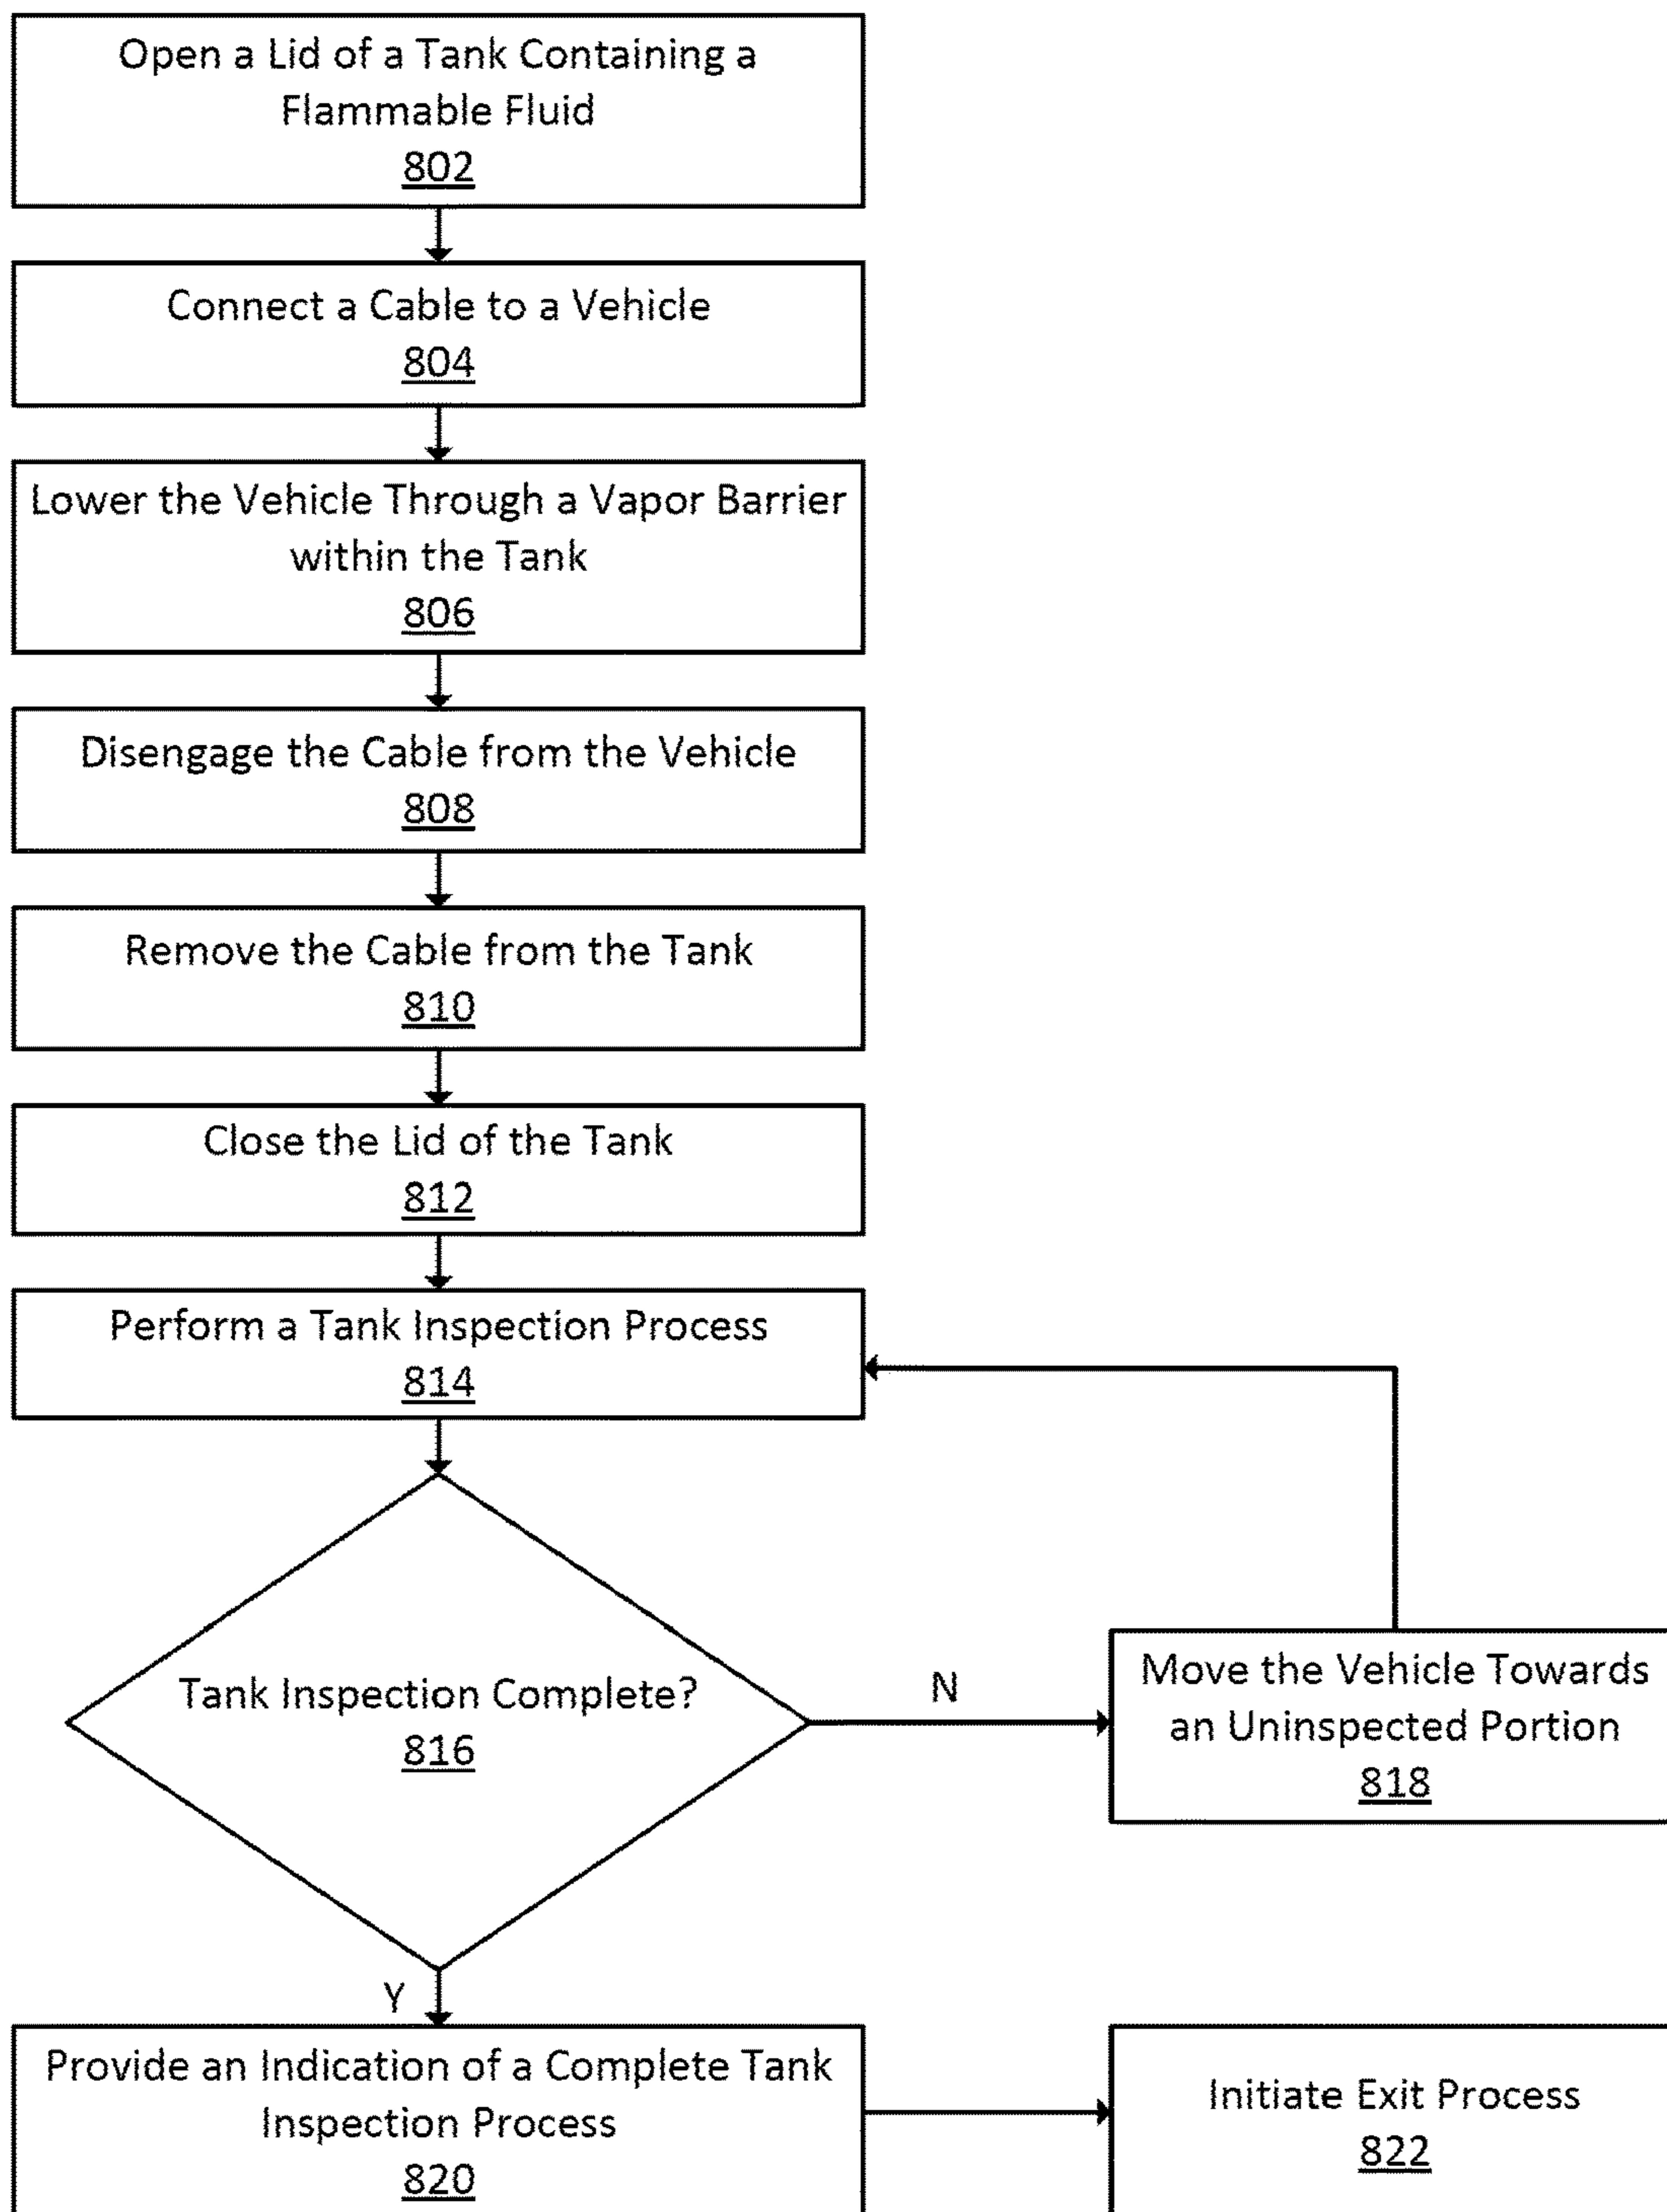 Open a Lid of a Tank Containing a
Flammable Fluid
802
Connect a Cable to a Vehicle
804
Lower the Vehicle Through a Vapor Barrier
within the Tank
806
Disengage the Cable from the Vehicle
808
Remove the Cable from the Tank
810
Close the Lid of the Tank
812
Perform a Tank Inspection Process
814
Tank Inspection Complete?
816
N
Move the Vehicle Towards
an Uninspected Portion
818
Y
Provide an Indication of a Complete Tank
Inspection Process
820
Initiate Exit Process
822